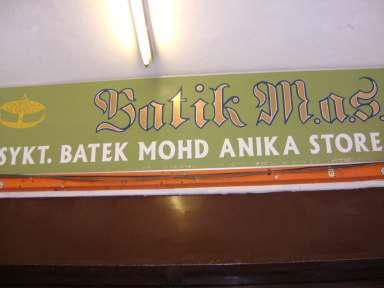 Batik M.a.s.
SYKT. BATEK MOHD ANIKA STORE